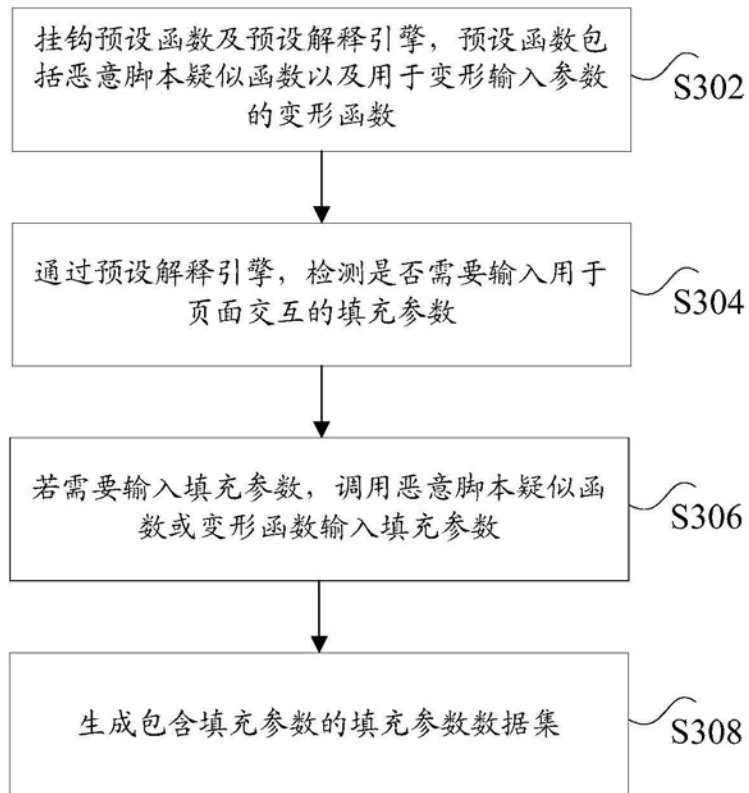 挂钩预设函数及预设解释引擎，预设函数包
括恶意脚本疑似函数以及用于变形输入参数
的变形函数
S302
通过预设解释引擎，检测是否需要输入用于
页面交互的填充参数
S304
若需要输入填充参数，调用恶意脚本疑似函
数或变形函数输入填充参数
S306
生成包含填充参数的填充参数数据集
S308